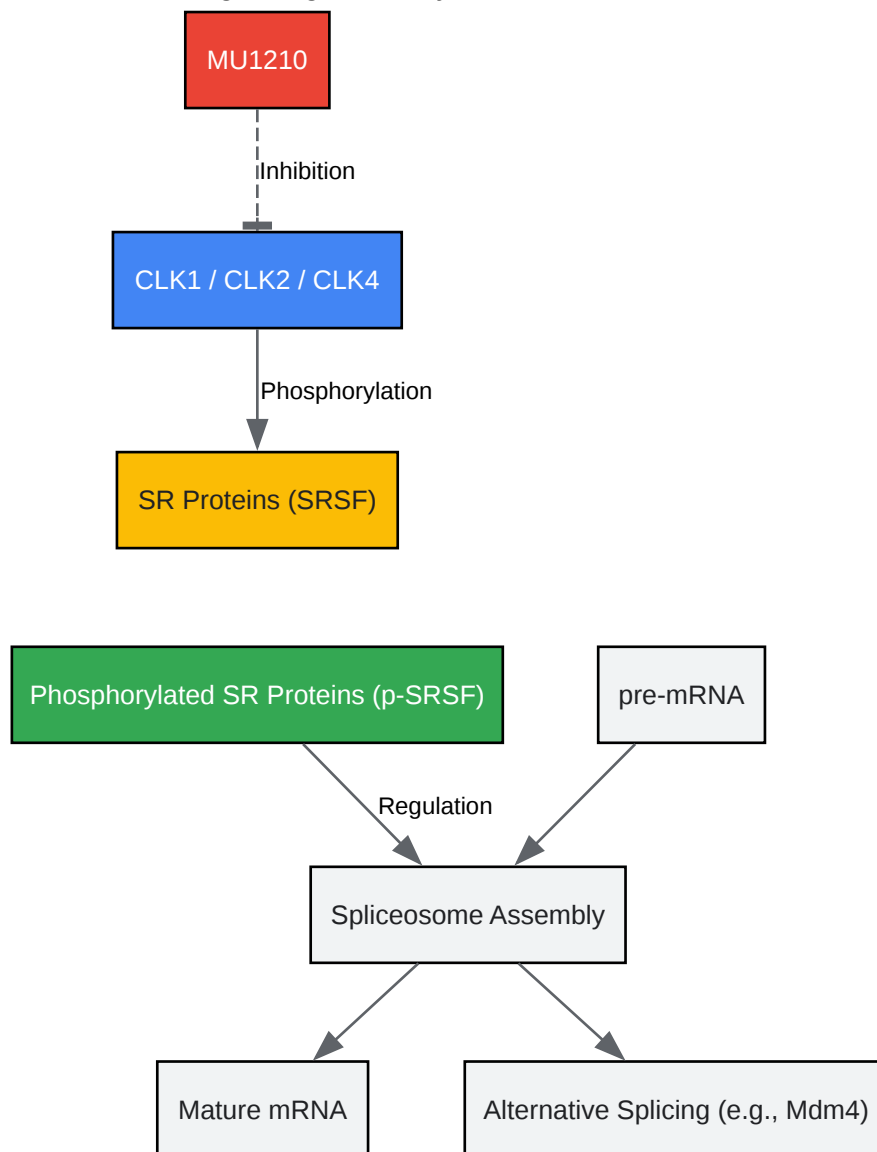 MU1210
Inhibition
CLK1 / CLK2 / CLK4
Phosphorylation
SR Proteins (SRSF)
Phosphorylated SR Proteins (p-SRSF)
pre-mRNA
Regulation
Spliceosome Assembly
Mature mRNA
Alternative Splicing (e.g., Mdm4)